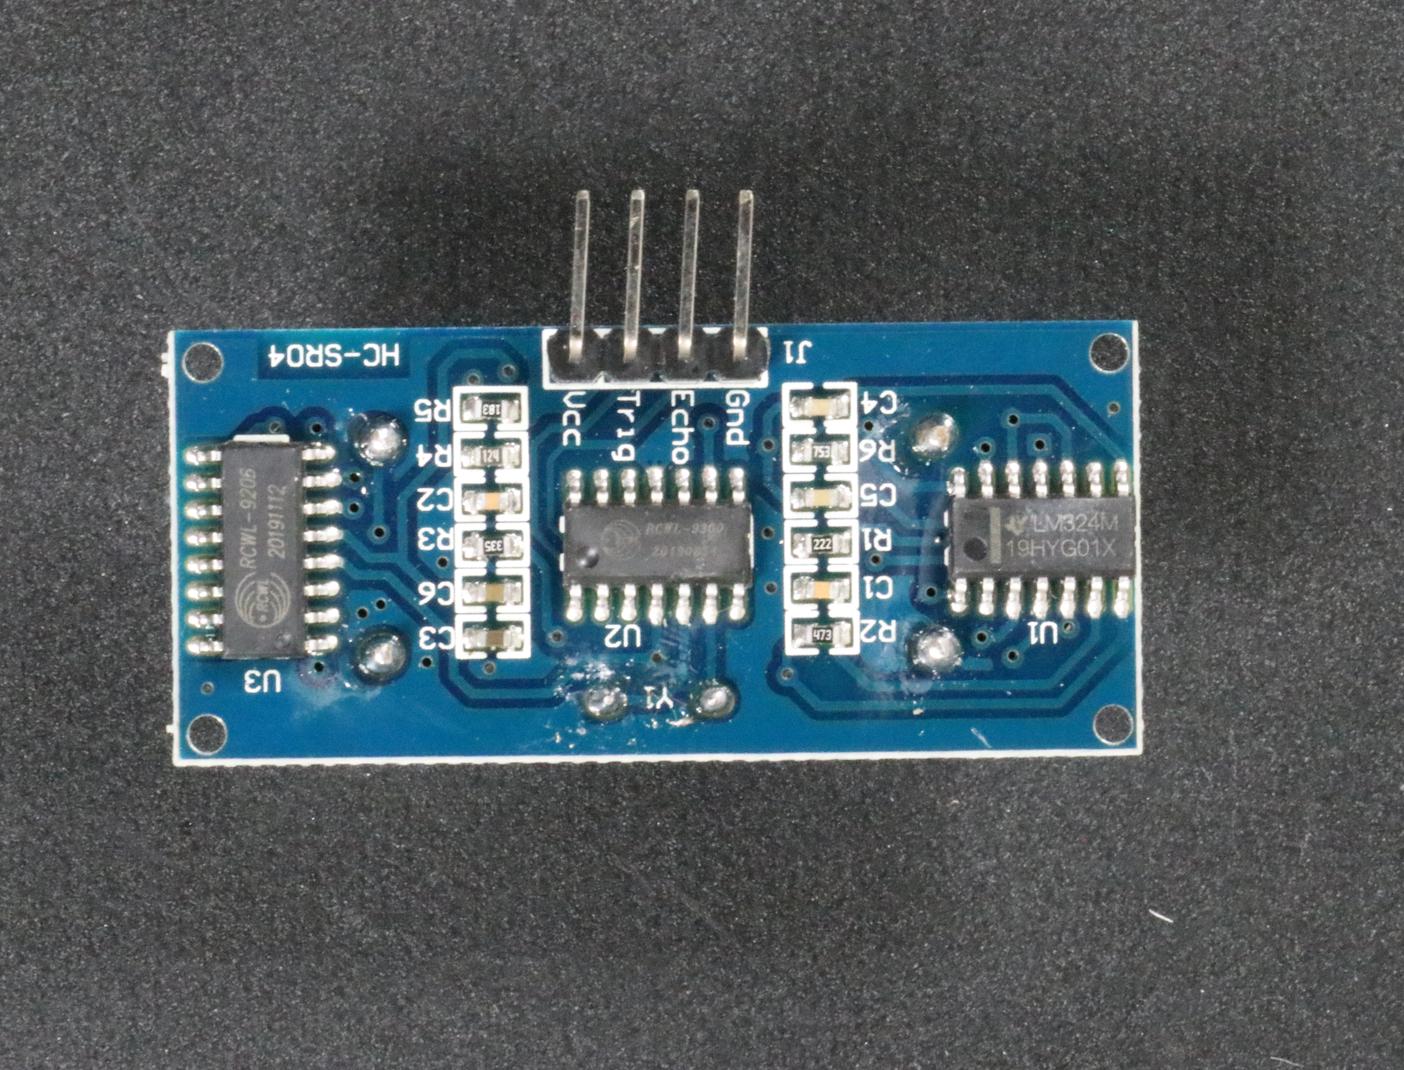 HC-SR04
J1
Vcc
Trig
Echo
Gnd
R5
183
R4
124
C2
R3
335
C6
C3
C4
R6
753
C5
R1
222
C1
R2
473
RCWL-9206
20191112
RCWL
U3
RCWL-9300
U2
Y1
LM324M
19HYG01X
U1